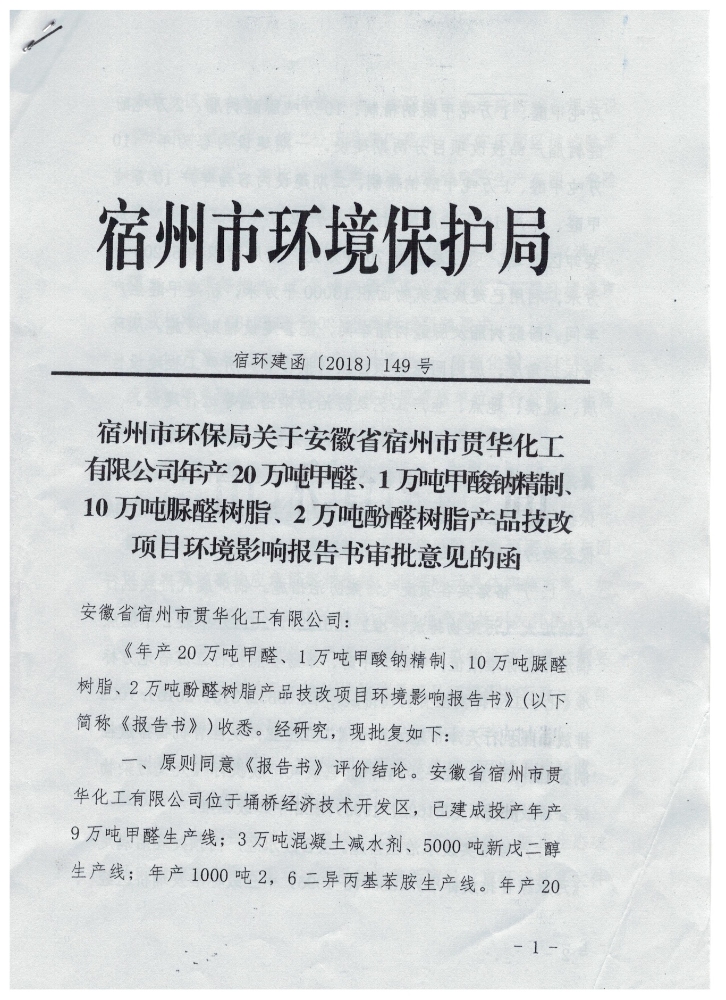 宿州市环境保护局
宿环建函〔2018〕149号
宿州市环保局关于安徽省宿州市贯华化工
有限公司年产20万吨甲醛、1万吨甲酸钠精制、
10万吨脲醛树脂、2万吨酚醛树脂产品技改
项目环境影响报告书审批意见的函
安徽省宿州市贯华化工有限公司：
《年产20万吨甲醛、1万吨甲酸钠精制、10万吨脲醛
树脂、2万吨酚醛树脂产品技改项目环境影响报告书》(以下
简称《报告书》)收悉。经研究，现批复如下：
一、原则同意《报告书》评价结论。安徽省宿州市贯
华化工有限公司位于埇桥经济技术开发区，已建成投产年产
9万吨甲醛生产线；3万吨混凝土减水剂、5000吨新戊二醇
生产线；年产1000吨2，6二异丙基苯胺生产线。年产20
- 1 -